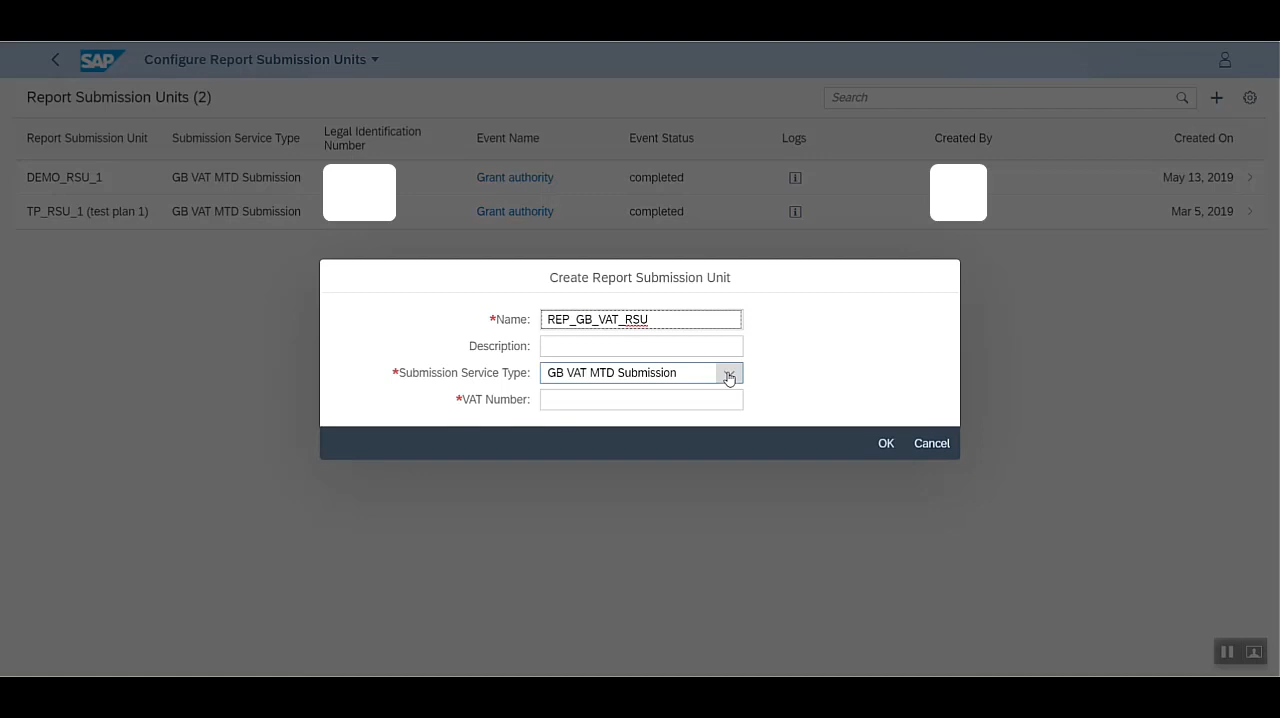 SAP Configure Report Submission Units
Report Submission Units (2)
Search
Report Submission Unit Submission Service Type Legal Identification Number Event Name Event Status Logs Created By Created On
DEMO_RSU_1 GB VAT MTD Submission Grant authority completed May 13, 2019
TP_RSU_1 (test plan 1) GB VAT MTD Submission Grant authority completed Mar 5, 2019
Create Report Submission Unit
*Name: REP_GB_VAT_RSU
Description:
*Submission Service Type: GB VAT MTD Submission
*VAT Number:
OK Cancel